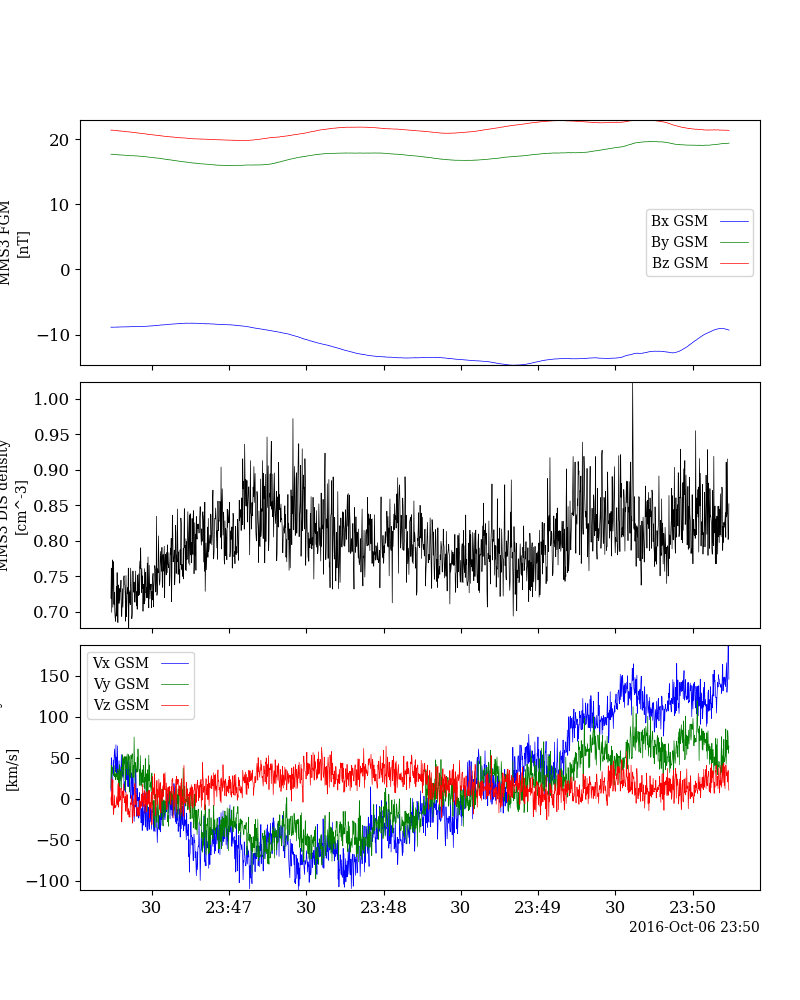 20
10
0
−10
MMS3 FGM
[nT]
Bx GSM
By GSM
Bz GSM
1.00
0.95
0.90
0.85
0.80
0.75
0.70
MMS3 DIS density
[cm^-3]
150
100
50
0
−50
−100
[km/s]
Vx GSM
Vy GSM
Vz GSM
30 23:47 30 23:48 30 23:49 30 23:50
2016-Oct-06 23:50